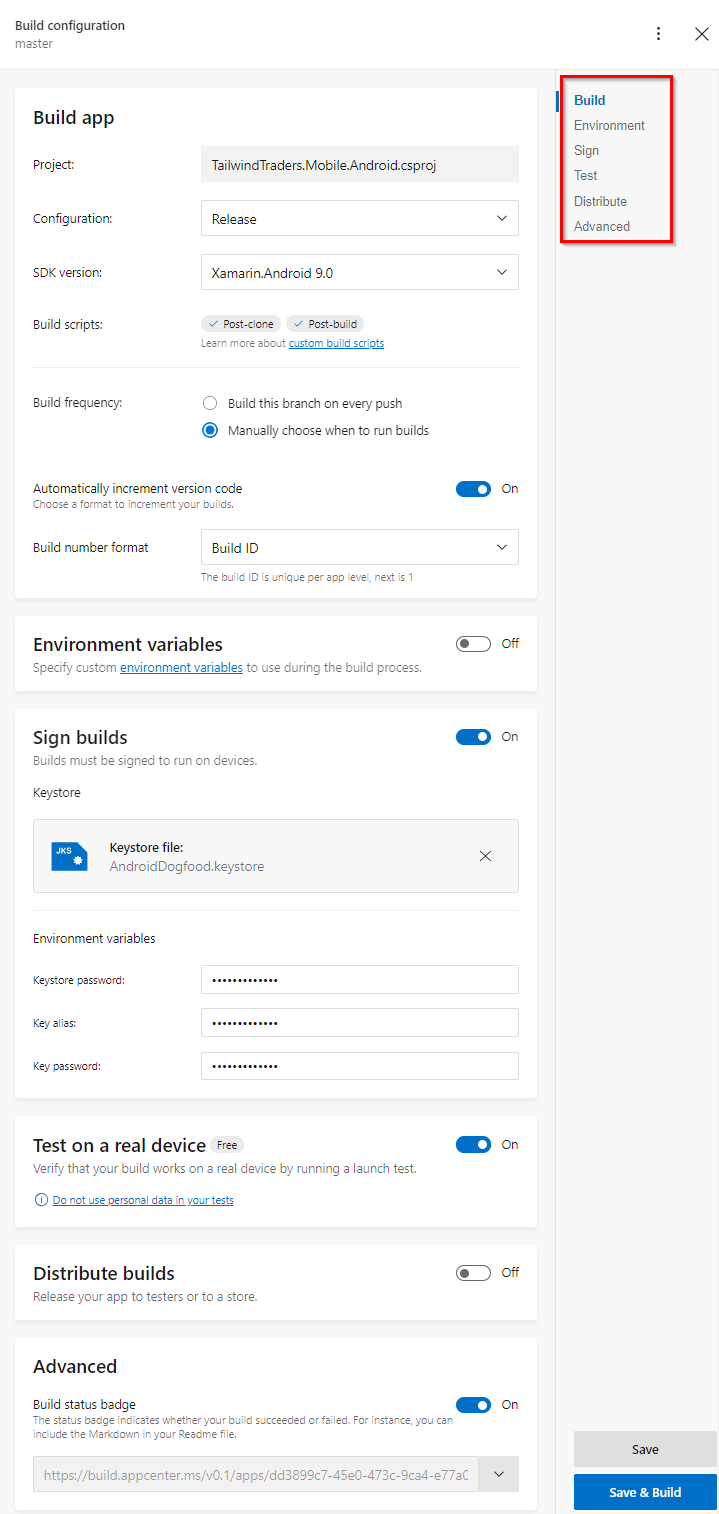 Build configuration
master
Build
Environment
Sign
Test
Distribute
Advanced
Build app
Project:
TailwindTraders.Mobile.Android.csproj
Configuration:
Release
SDK version:
Xamarin.Android 9.0
Build scripts:
Post-clone
Post-build
Learn more about custom build scripts
Build frequency:
Build this branch on every push
Manually choose when to run builds
Automatically increment version code
On
Choose a format to increment your builds.
Build number format
Build ID
The build ID is unique per app level, next is 1
Environment variables
Off
Specify custom environment variables to use during the build process.
Sign builds
On
Builds must be signed to run on devices.
Keystore
JKS
Keystore file:
AndroidDogfood.keystore
Environment variables
Keystore password:
•••••••••••••
Key alias:
•••••••••••••
Key password:
•••••••••••••
Test on a real device Free
On
Verify that your build works on a real device by running a launch test.
Do not use personal data in your tests
Distribute builds
Off
Release your app to testers or to a store.
Advanced
Build status badge
On
The status badge indicates whether your build succeeded or failed. For instance, you can
include the Markdown in your Readme file.
https://build.appcenter.ms/v0.1/apps/dd3899c7-45e0-473c-9ca4-e77a0
Save
Save & Build